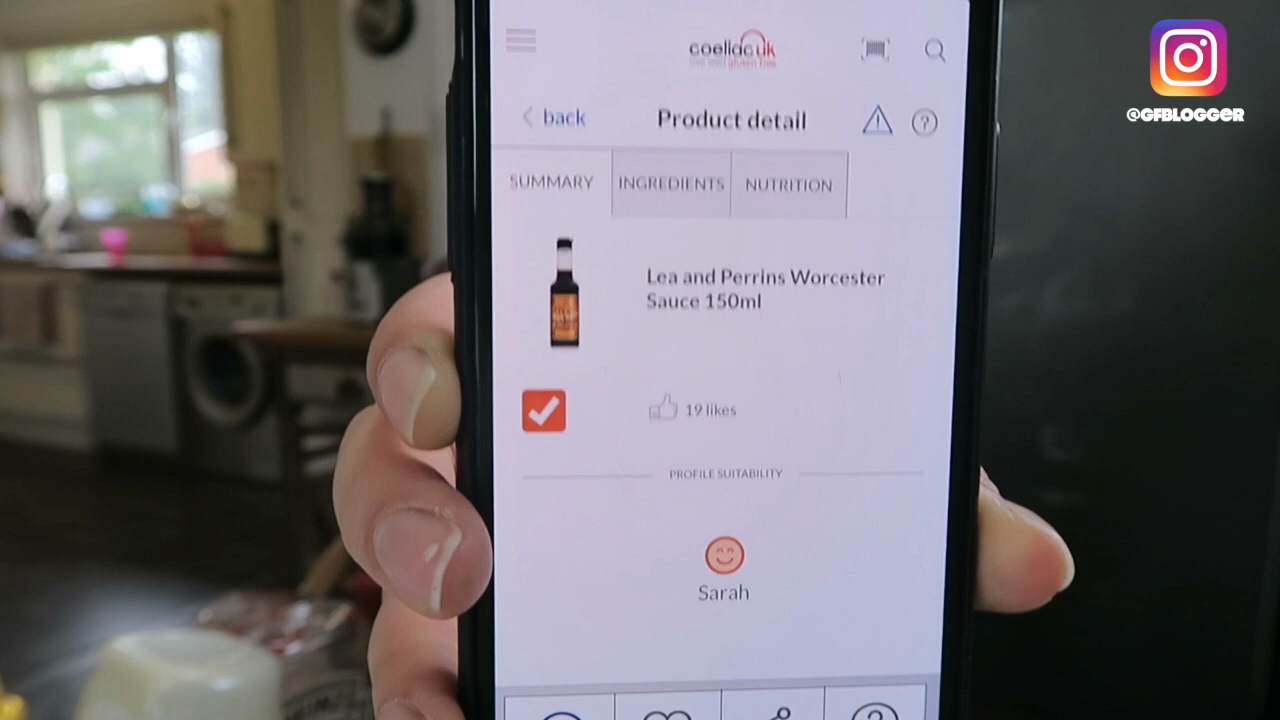 coeliac uk
live well gluten free
back
Product detail
SUMMARY
INGREDIENTS
NUTRITION
Lea and Perrins Worcester
Sauce 150ml
19 likes
PROFILE SUITABILITY
Sarah
@GFBLOGGER
HEINZ